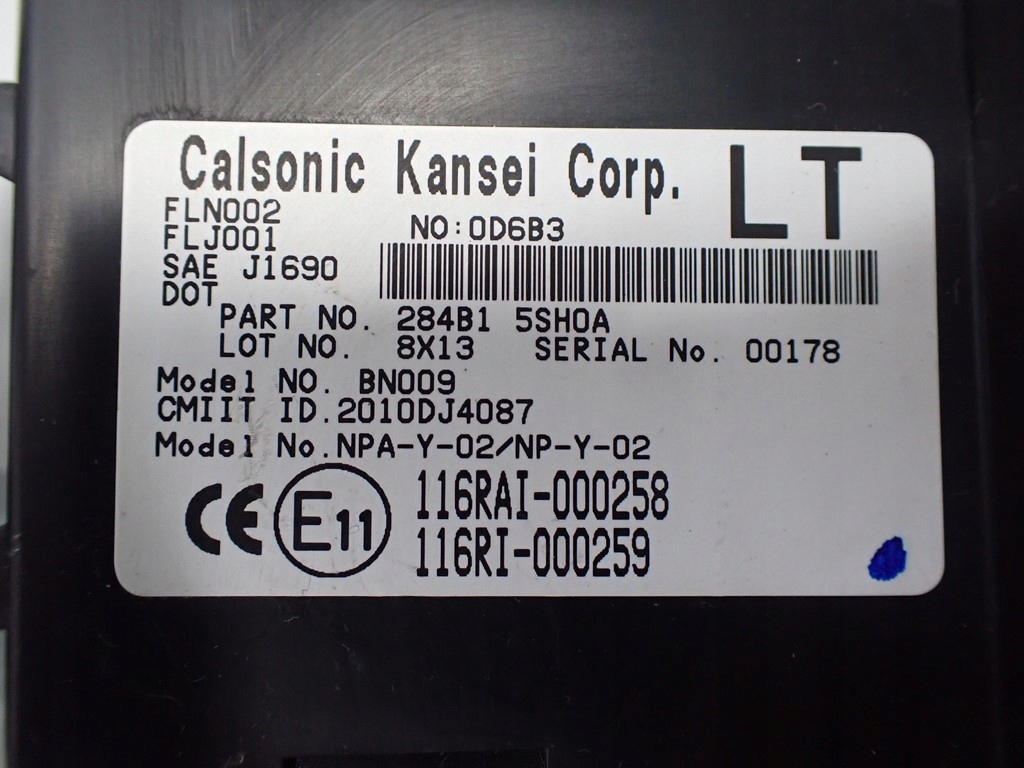 Calsonic Kansei Corp. LT
FLN002
FLJ001 NO:0D6B3
SAE J1690
DOT
PART NO. 284B1 5SH0A
LOT NO. 8X13 SERIAL No. 00178
Model NO. BN009
CMIIT ID.2010DJ4087
Model No.NPA-Y-02/NP-Y-02
CE E11 116RAI-000258
116RI-000259